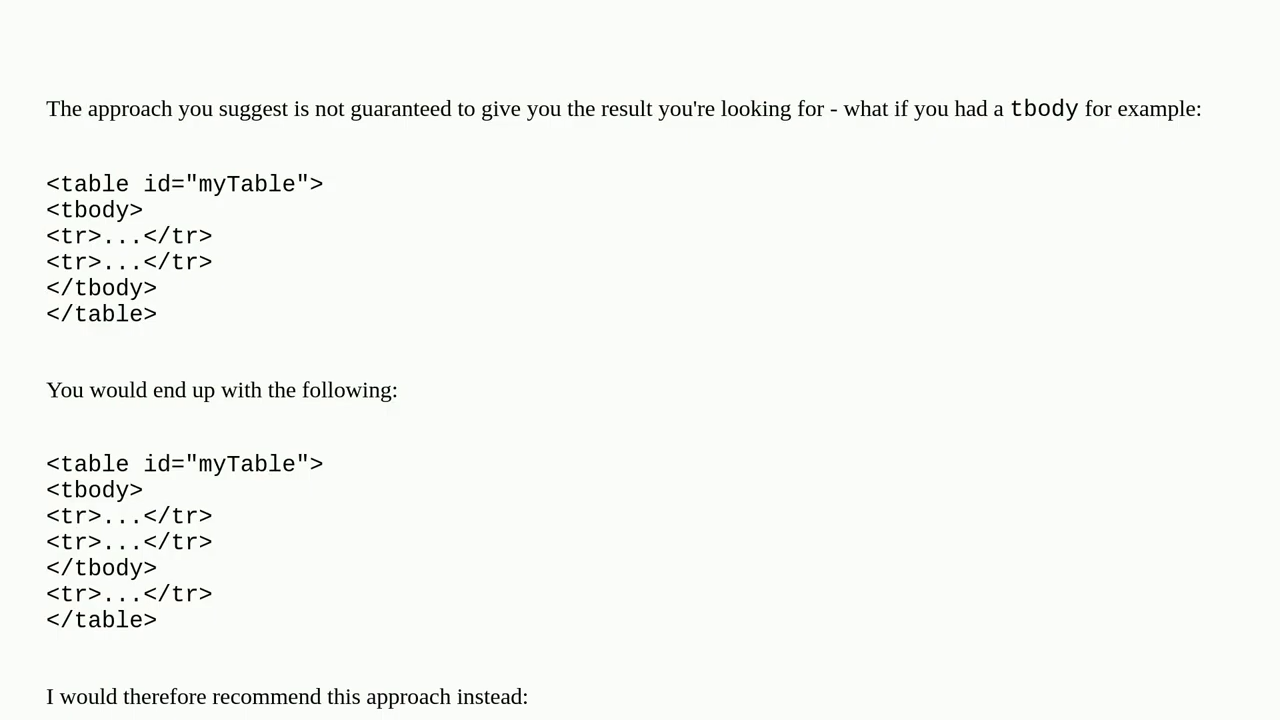 The approach you suggest is not guaranteed to give you the result you're looking for - what if you had a tbody for example:
<table id="myTable">
<tbody>
<tr>...</tr>
<tr>...</tr>
</tbody>
</table>
You would end up with the following:
<table id="myTable">
<tbody>
<tr>...</tr>
<tr>...</tr>
</tbody>
<tr>...</tr>
</table>
I would therefore recommend this approach instead: